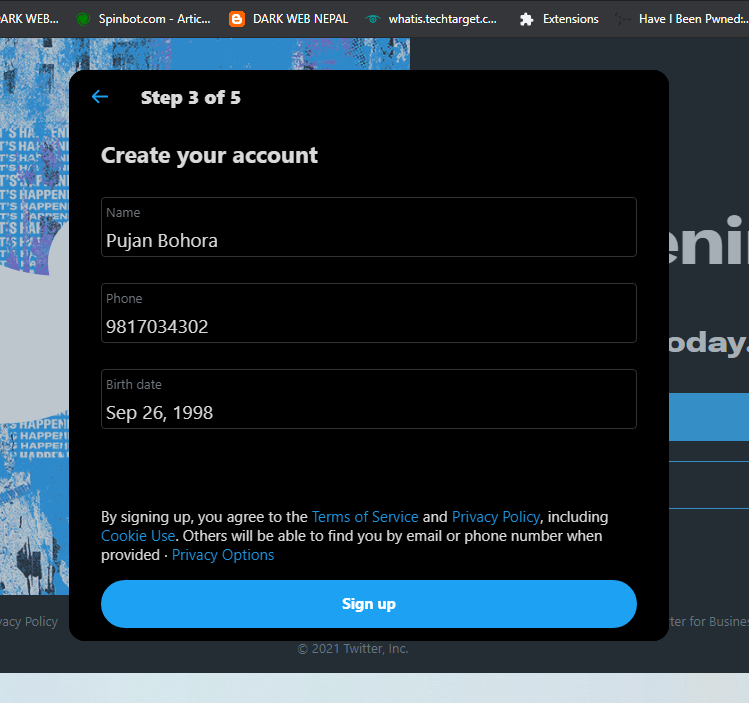 DARK WEB... Spinbot.com - Artic... DARK WEB NEPAL whatis.techtarget.c... Extensions Have I Been Pwned:...
Step 3 of 5
Create your account
Name
Pujan Bohora
Phone
9817034302
Birth date
Sep 26, 1998
By signing up, you agree to the Terms of Service and Privacy Policy, including
Cookie Use. Others will be able to find you by email or phone number when
provided · Privacy Options
Sign up
enin
oday.
vacy Policy
ter for Busines
© 2021 Twitter, Inc.